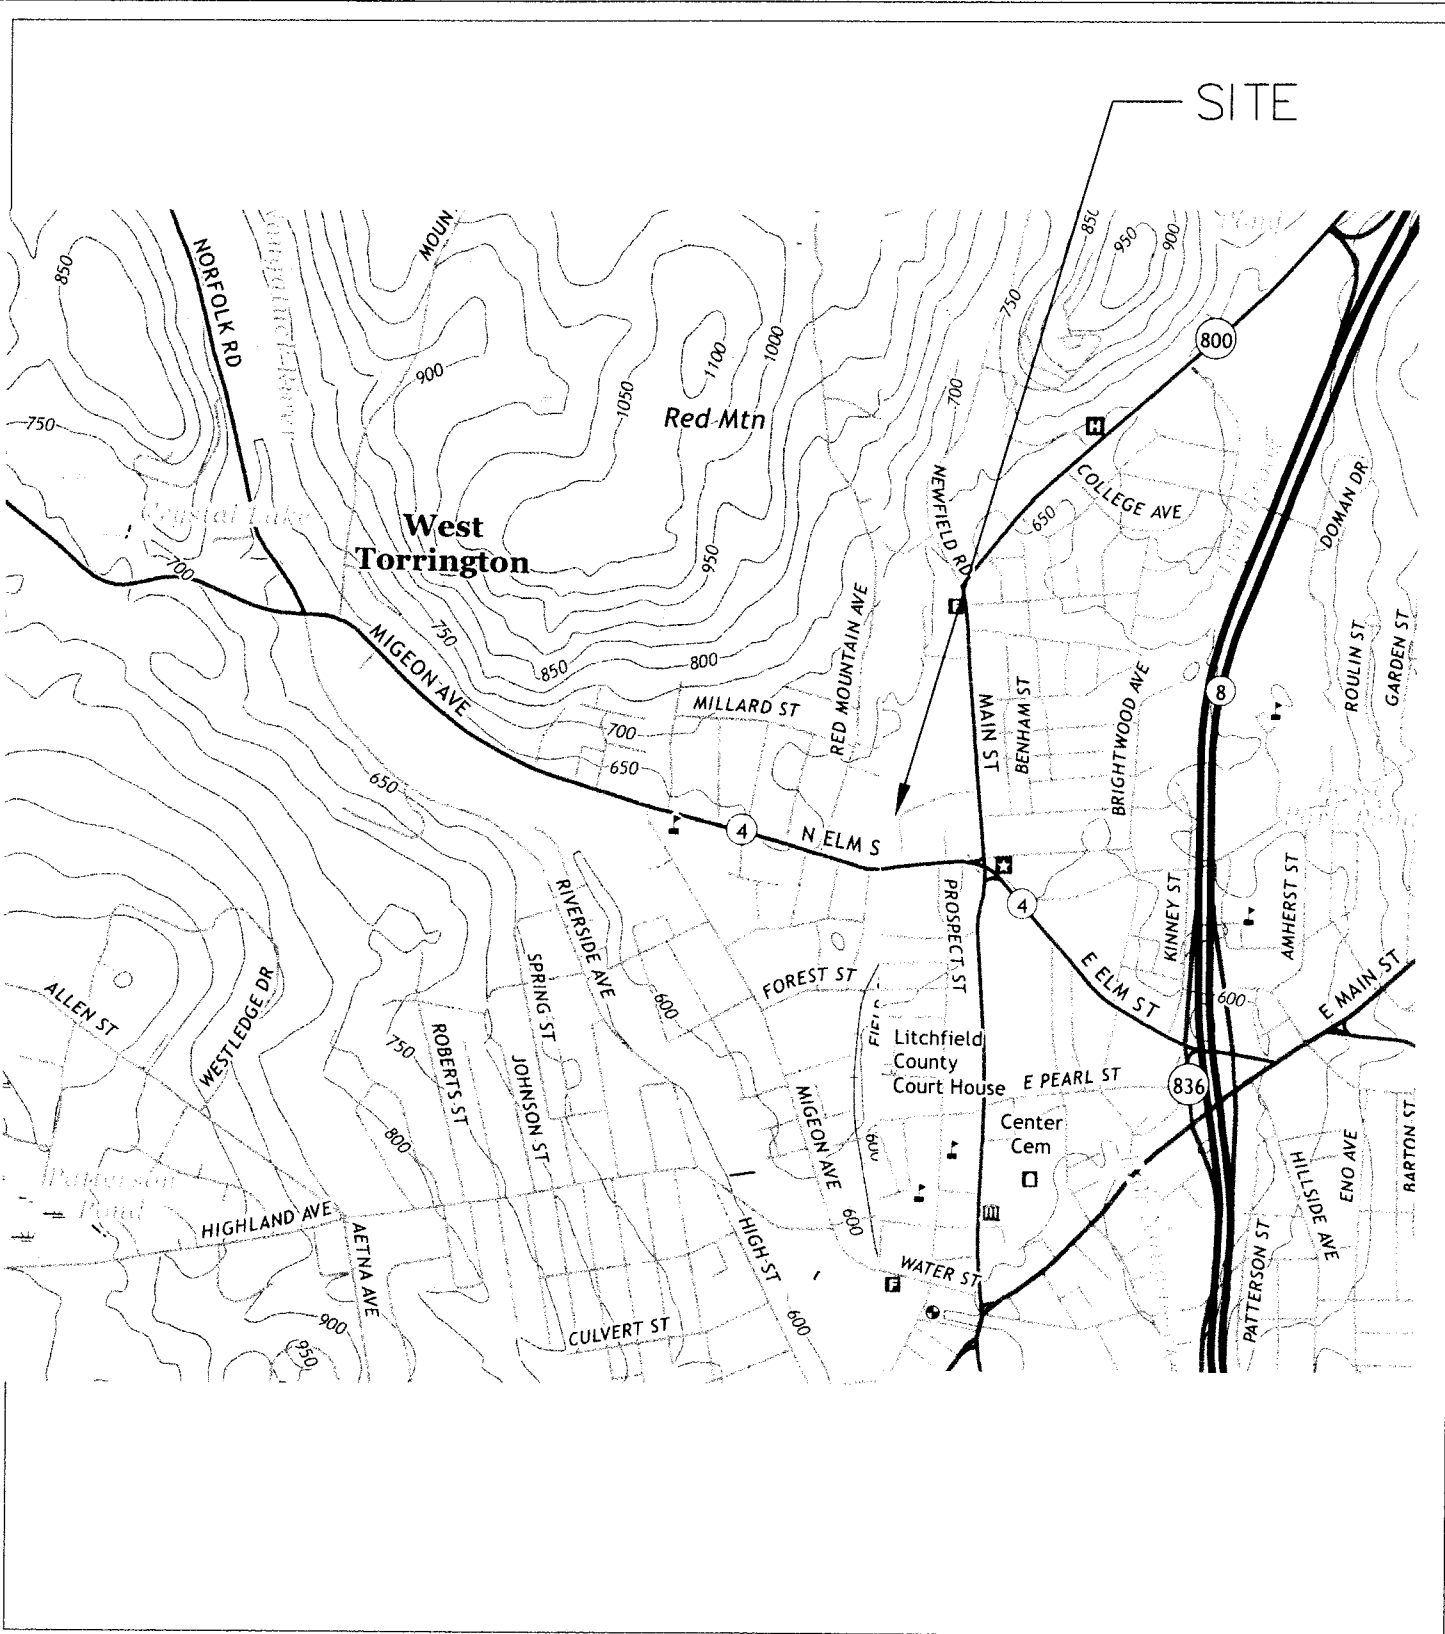 SITE
MOUN
850
950
900
850
NORFOLK RD
Pond
750
800
1100
1000
900
1050
700
Red Mtn
H
750
NEWFIELD RD
COLLEGE AVE
650
DOMAN DR
Crystal Lake
West
Torrington
950
700
F
RED MOUNTAIN AVE
MIGEON AVE
750
850
800
ROULIN ST
GARDEN ST
BRIGHTWOOD AVE
8
MILLARD ST
MAIN ST
BENHAM ST
700
650
650
4
N ELM S
RIVERSIDE AVE
PROSPECT ST
4
KINNEY ST
AMHERST ST
E ELM ST
E MAIN ST
ALLEN ST
WESTLEDGE DR
SPRING ST
600
FOREST ST
600
750
ROBERTS ST
JOHNSON ST
Litchfield
County
Court House
E PEARL ST
836
MIGEON AVE
Center
Cem
800
600
HILLSIDE AVE
ENO AVE
BARTON ST
Patterson
Pond
HIGHLAND AVE
AETNA AVE
HIGH ST
600
WATER ST
F
PATTERSON ST
900
950
CULVERT ST
600